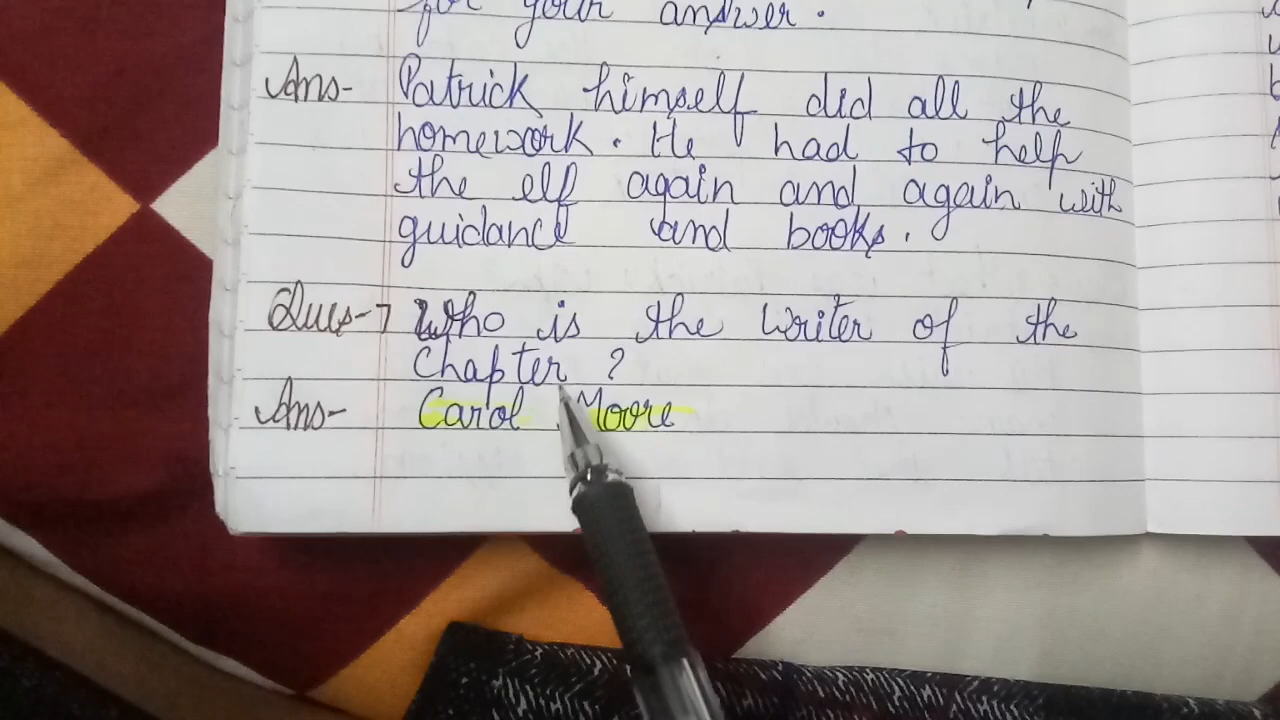 for your answer.
Ans- Patrick himself did all the
homework. He had to help
the elf again and again with
guidance and books.
Ques-7 Who is the writer of the
Chapter ?
Ans- Carol Moore